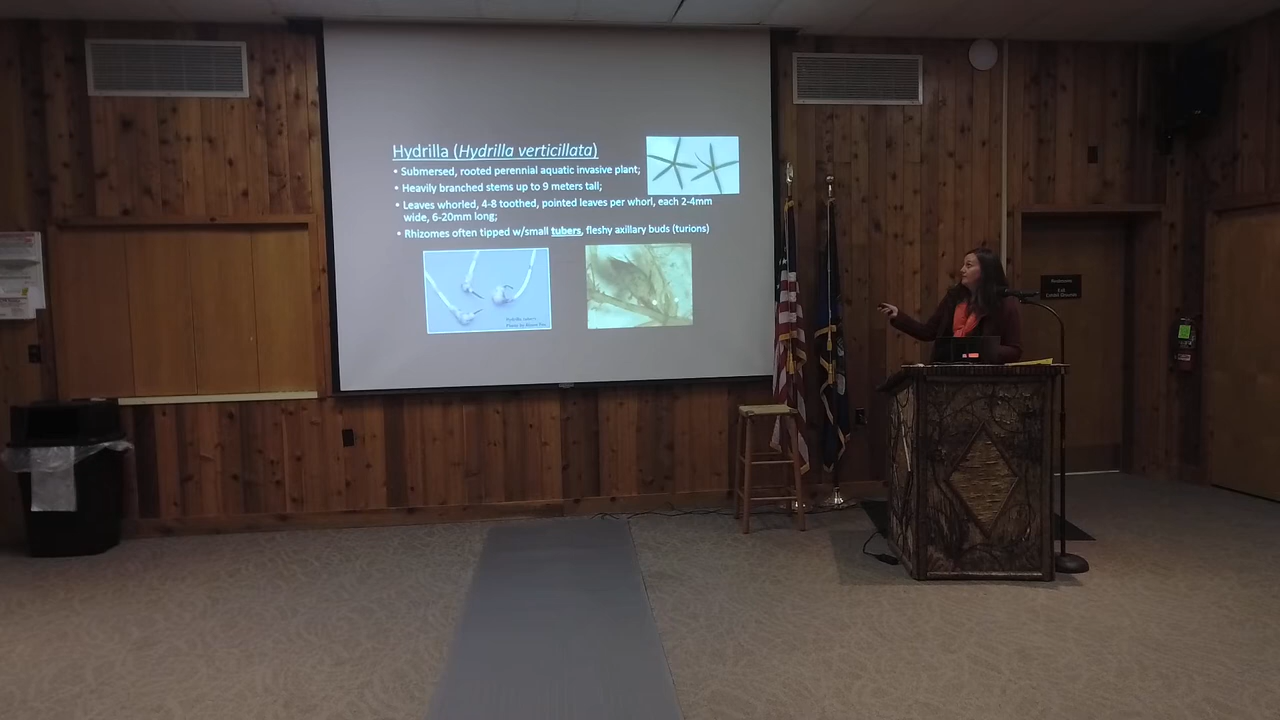 Hydrilla (Hydrilla verticillata)
• Submersed, rooted perennial aquatic invasive plant;
• Heavily branched stems up to 9 meters tall;
• Leaves whorled, 4-8 toothed, pointed leaves per whorl, each 2-4mm
wide, 6-20mm long;
• Rhizomes often tipped w/small tubers, fleshy axillary buds (turions)
Exit